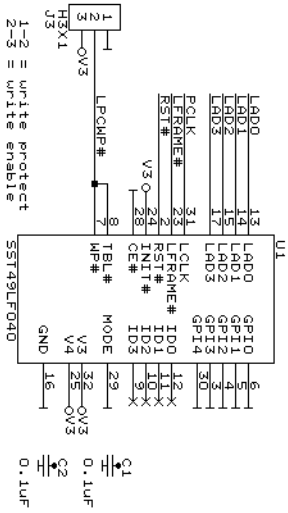 U1
LAD0 13 LAD0 GPI0 6
LAD1 14 LAD1 GPI1 5
LAD2 15 LAD2 GPI2 4
LAD3 17 LAD3 GPI3 3
GPI4 30
PCLK 31 LCLK
LFRAME# 23 LFRAME# ID0 12
RST# 2 RST# ID1 11
V3 24 INIT# ID2 10
28 CE# ID3 9
8 TBL# MODE 29
LPCWP# 7 WP#
V3 32 V3
V4 25 V3
GND 16
SST49LF040
1
2
3 V3
H3X1
J3
1-2 = write protect
2-3 = write enable
C1
0.1uF
C2
0.1uF